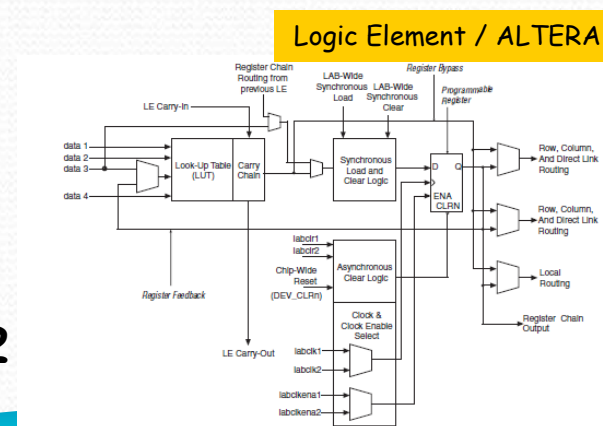 Logic Element / ALTERA
Register Chain
Routing from
previous LE
LAB-Wide
Synchronous
Load
LAB-Wide
Synchronous
Clear
Register Bypass
Programmable
Register
LE Carry-In
data 1
data 2
data 3
data 4
Look-Up Table
(LUT)
Carry
Chain
Synchronous
Load and
Clear Logic
D
Q
ENA
CLRN
Row, Column,
And Direct Link
Routing
Row, Column,
And Direct Link
Routing
Local
Routing
Register Chain
Output
labclr1
labclr2
Chip-Wide
Reset
(DEV_CLRn)
Asynchronous
Clear Logic
Clock &
Clock Enable
Select
labclk1
labclk2
labclkena1
labclkena2
Register Feedback
LE Carry-Out
2